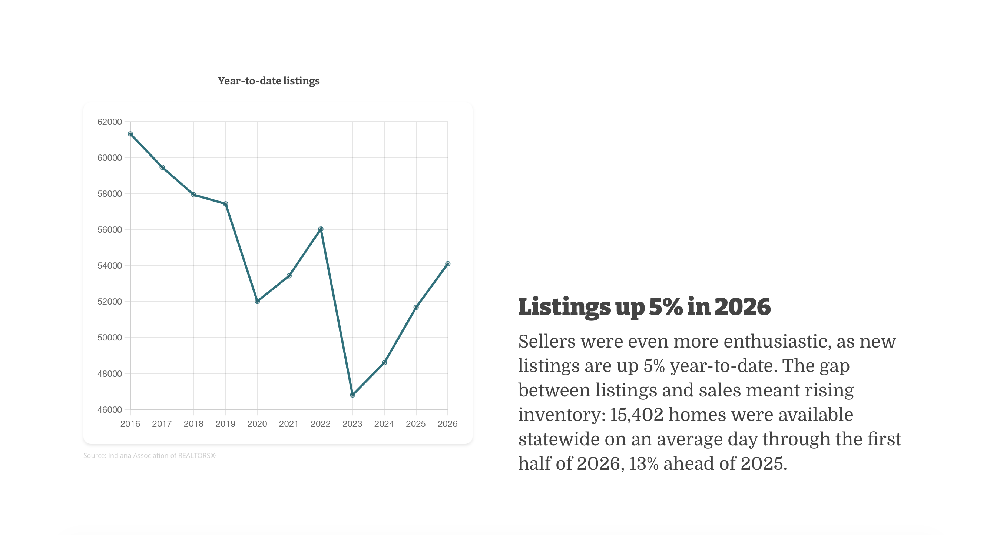 Year-to-date listings
62000
60000
58000
56000
54000
52000
50000
48000
46000
2016 2017 2018 2019 2020 2021 2022 2023 2024 2025 2026
Source: Indiana Association of REALTORS®
Listings up 5% in 2026
Sellers were even more enthusiastic, as new
listings are up 5% year-to-date. The gap
between listings and sales meant rising
inventory: 15,402 homes were available
statewide on an average day through the first
half of 2026, 13% ahead of 2025.